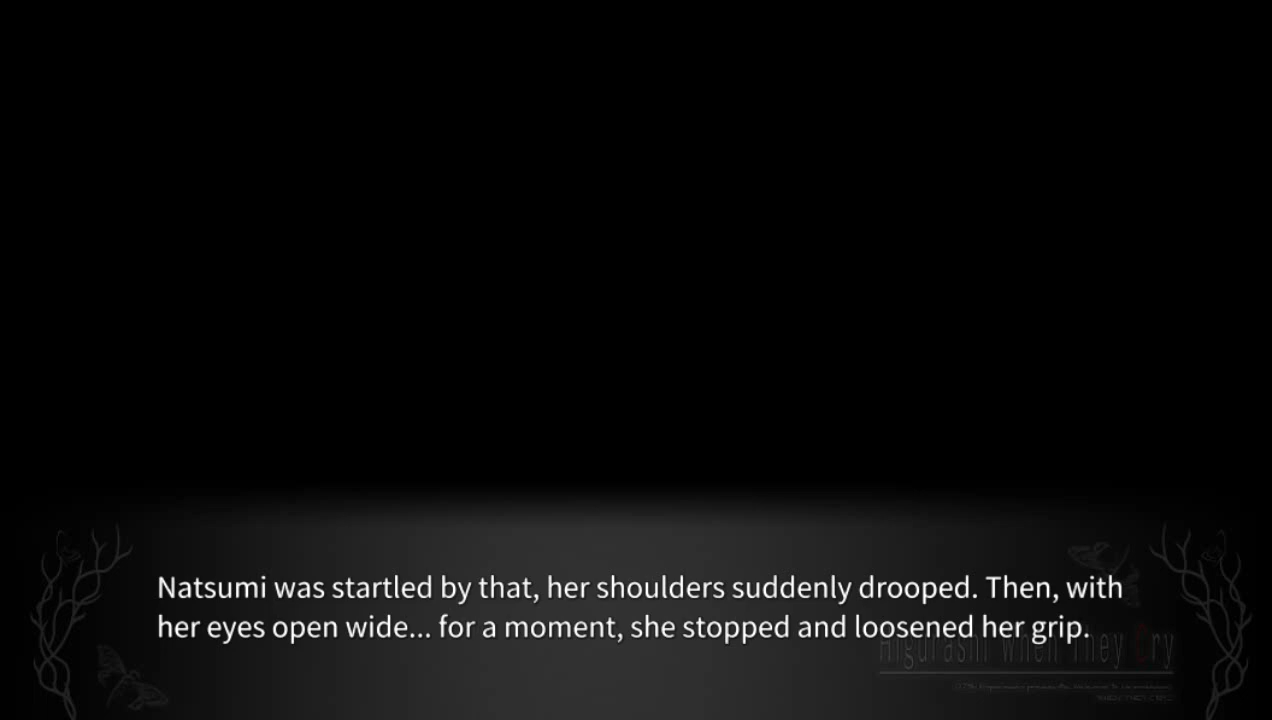 Natsumi was startled by that, her shoulders suddenly drooped. Then, with
her eyes open wide... for a moment, she stopped and loosened her grip.
Higurashi When They Cry